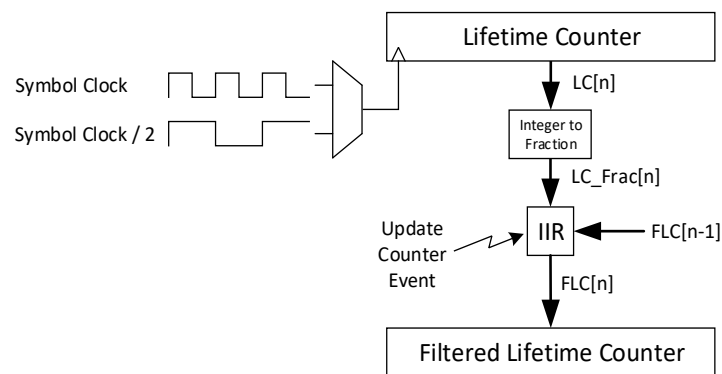 Lifetime Counter
Symbol Clock
LC[n]
Symbol Clock / 2
Integer to
Fraction
LC_Frac[n]
Update
Counter
Event
IIR
FLC[n-1]
FLC[n]
Filtered Lifetime Counter